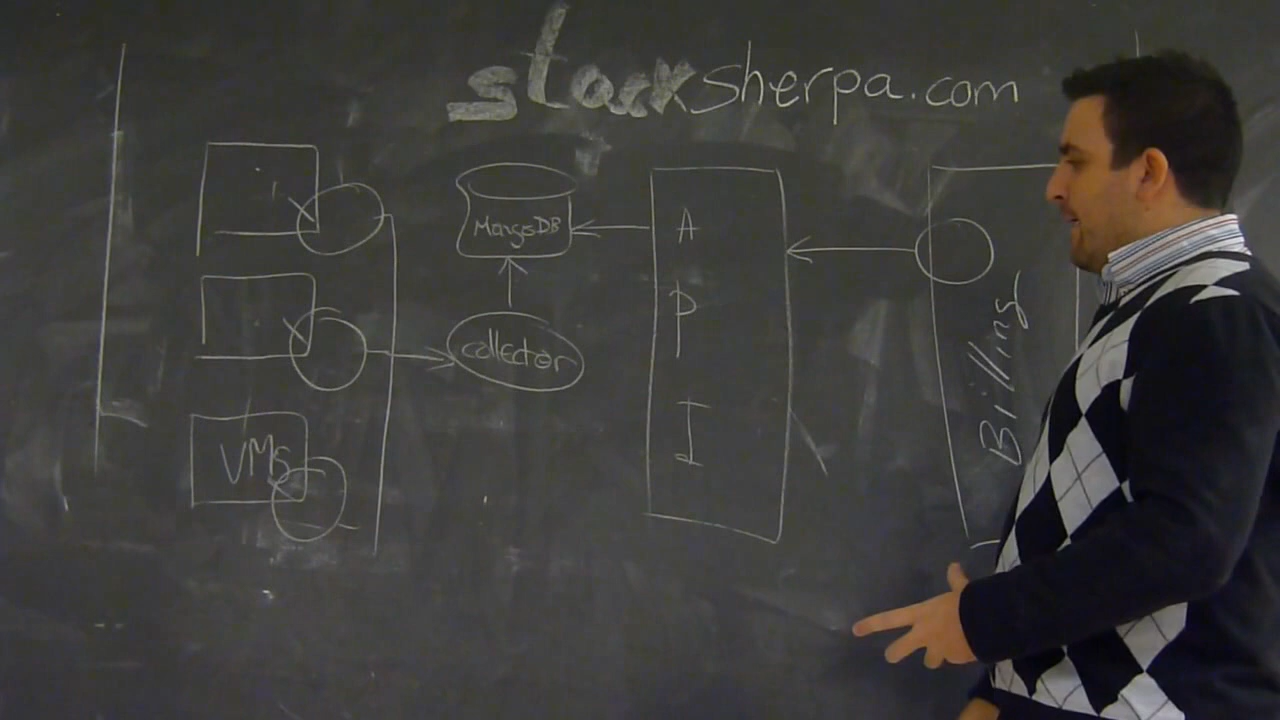 stacksherpa.com
MongoDB
A
P
I
Billing
collector
VMs